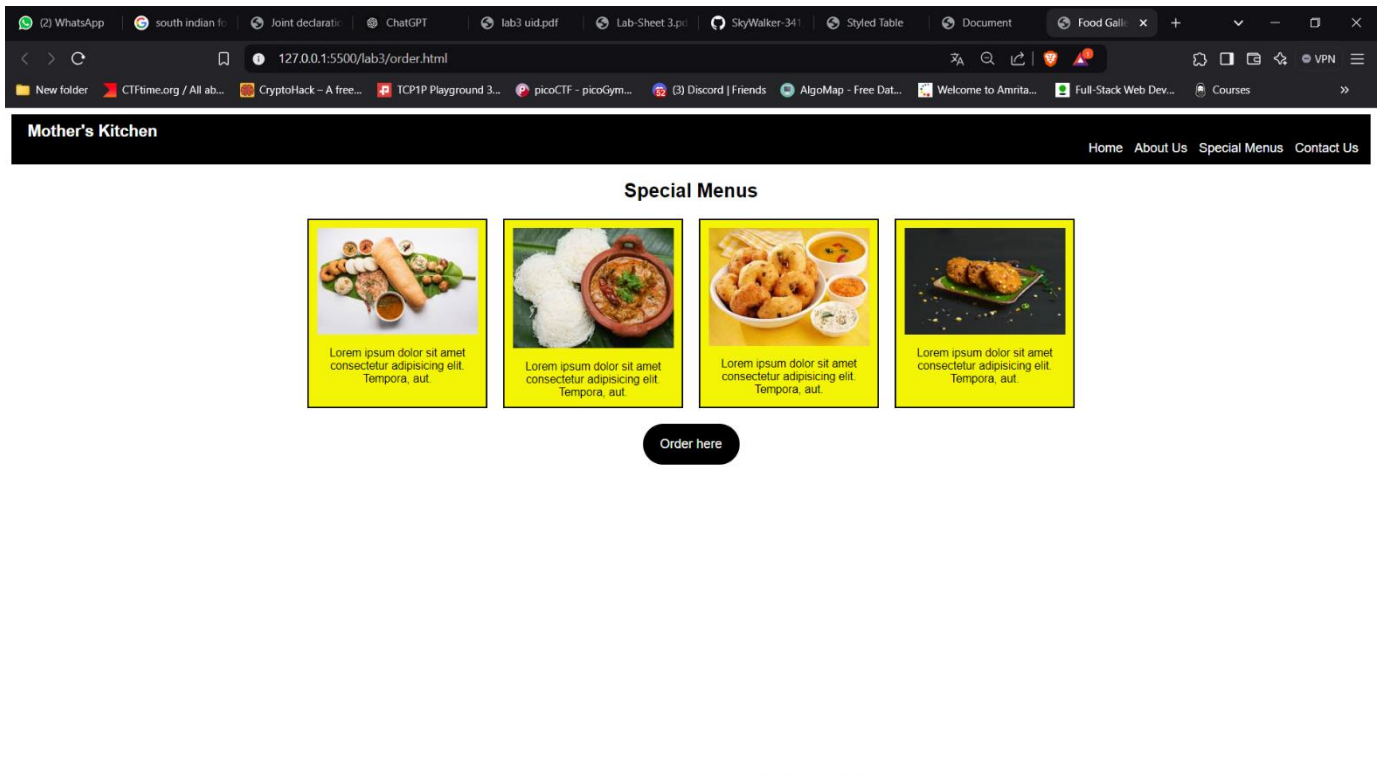 (2) WhatsApp
south indian fo
Joint declaratio
ChatGPT
lab3 uid.pdf
Lab-Sheet 3.pd
SkyWalker-341
Styled Table
Document
Food Galle
127.0.0.1:5500/lab3/order.html
VPN
New folder
CTFtime.org / All ab...
CryptoHack – A free...
TCP1P Playground 3...
picoCTF - picoGym...
(3) Discord | Friends
AlgoMap - Free Dat...
Welcome to Amrita...
Full-Stack Web Dev...
Courses
Mother's Kitchen
Home About Us Special Menus Contact Us
Special Menus
Lorem ipsum dolor sit amet
consectetur adipisicing elit.
Tempora, aut.
Lorem ipsum dolor sit amet
consectetur adipisicing elit.
Tempora, aut.
Lorem ipsum dolor sit amet
consectetur adipisicing elit.
Tempora, aut.
Lorem ipsum dolor sit amet
consectetur adipisicing elit.
Tempora, aut.
Order here